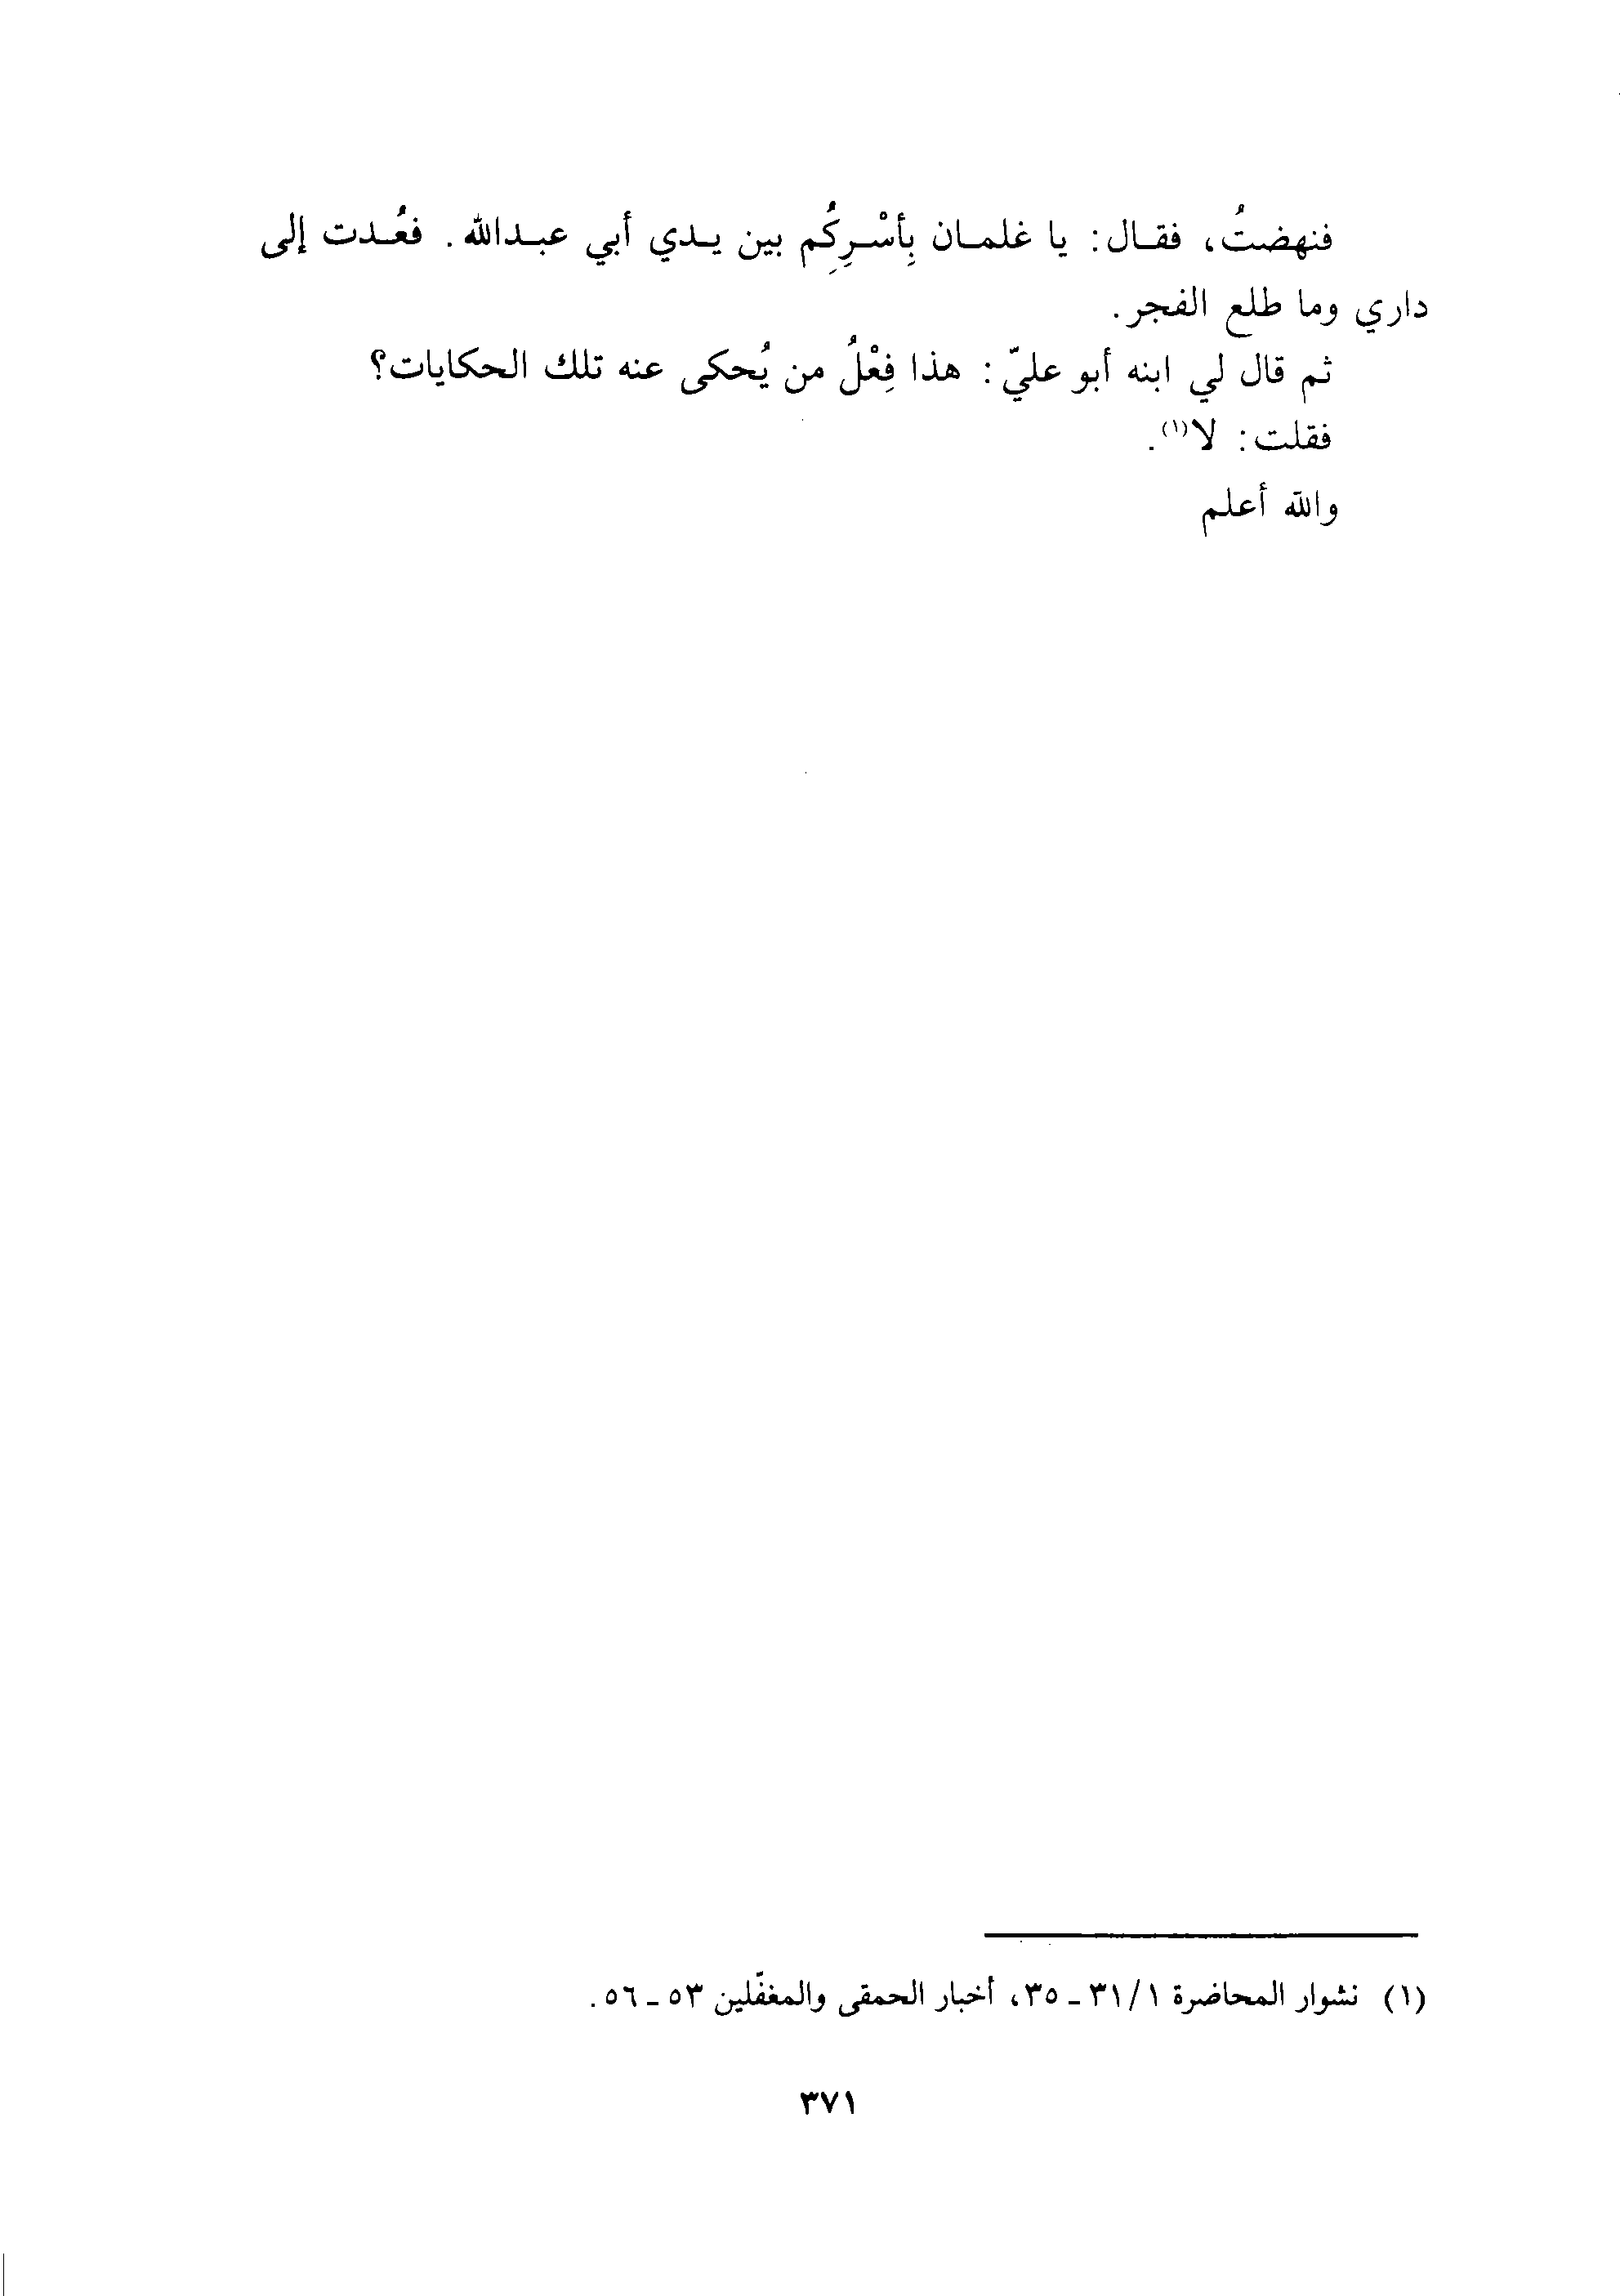 فنهضتُ، فقال: يا غلمان بِأسْرِكُم بين يدي أبي عبدالله. فعُدت إلى
داري وما طلع الفجر.
ثم قال لي ابنه أبو عليّ: هذا فِعْلُ من يُحكى عنه تلك الحكايات؟
فقلت: لا(١).
والله أعلم
(١) نشوار المحاضرة ١/٣١ - ٣٥، أخبار الحمقى والمغفّلين ٥٣ - ٥٦.
٣٧١